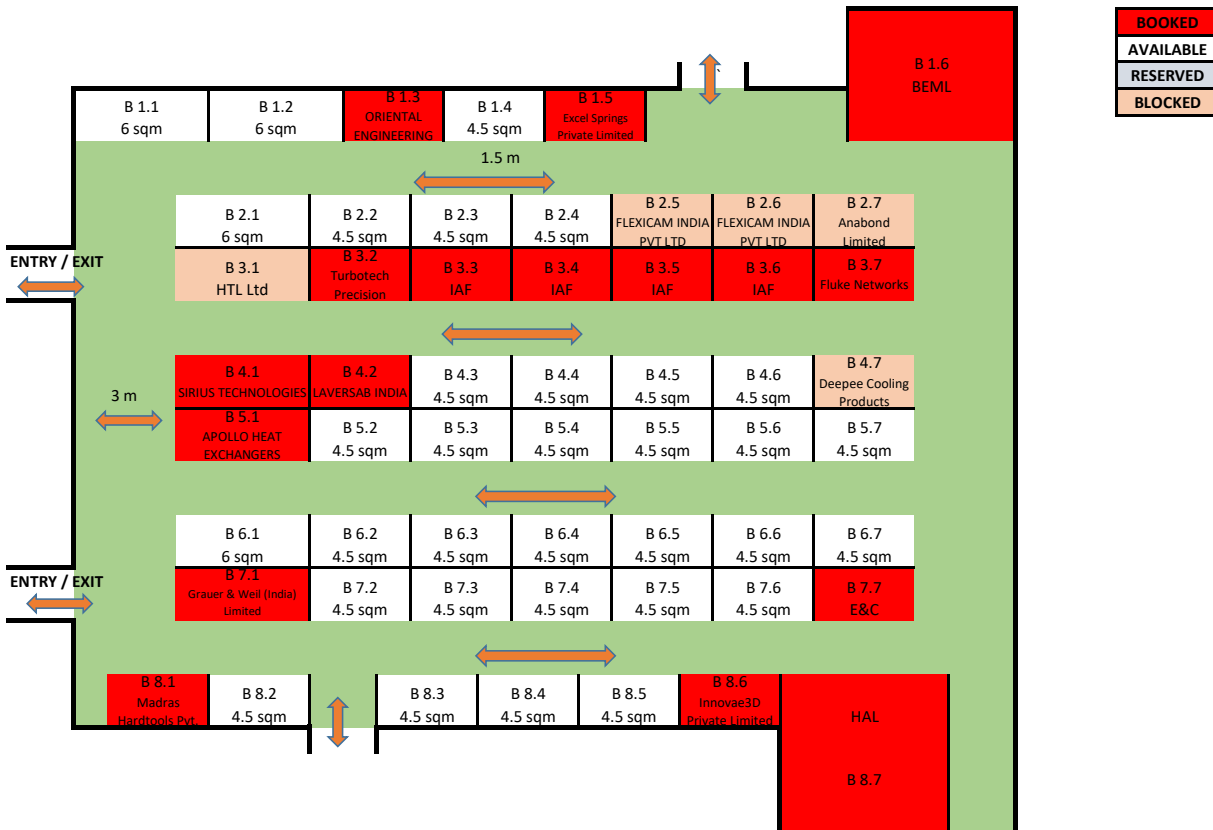 BOOKED
AVAILABLE
RESERVED
BLOCKED
B 1.6
BEML
`
B 1.1
6 sqm
B 1.2
6 sqm
B 1.3
ORIENTAL
ENGINEERING
B 1.4
4.5 sqm
B 1.5
Excel Springs
Private Limited
1.5 m
B 2.1
6 sqm
B 2.2
4.5 sqm
B 2.3
4.5 sqm
B 2.4
4.5 sqm
B 2.5
FLEXICAM INDIA
PVT LTD
B 2.6
FLEXICAM INDIA
PVT LTD
B 2.7
Anabond
Limited
ENTRY / EXIT
B 3.1
HTL Ltd
B 3.2
Turbotech
Precision
B 3.3
IAF
B 3.4
IAF
B 3.5
IAF
B 3.6
IAF
B 3.7
Fluke Networks
3 m
B 4.1
SIRIUS TECHNOLOGIES
B 4.2
LAVERSAB INDIA
B 4.3
4.5 sqm
B 4.4
4.5 sqm
B 4.5
4.5 sqm
B 4.6
4.5 sqm
B 4.7
Deepee Cooling
Products
B 5.1
APOLLO HEAT
EXCHANGERS
B 5.2
4.5 sqm
B 5.3
4.5 sqm
B 5.4
4.5 sqm
B 5.5
4.5 sqm
B 5.6
4.5 sqm
B 5.7
4.5 sqm
B 6.1
6 sqm
B 6.2
4.5 sqm
B 6.3
4.5 sqm
B 6.4
4.5 sqm
B 6.5
4.5 sqm
B 6.6
4.5 sqm
B 6.7
4.5 sqm
ENTRY / EXIT
B 7.1
Grauer & Weil (India)
Limited
B 7.2
4.5 sqm
B 7.3
4.5 sqm
B 7.4
4.5 sqm
B 7.5
4.5 sqm
B 7.6
4.5 sqm
B 7.7
E&C
B 8.1
Madras
Hardtools Pvt.
B 8.2
4.5 sqm
B 8.3
4.5 sqm
B 8.4
4.5 sqm
B 8.5
4.5 sqm
B 8.6
Innovae3D
Private Limited
HAL
B 8.7